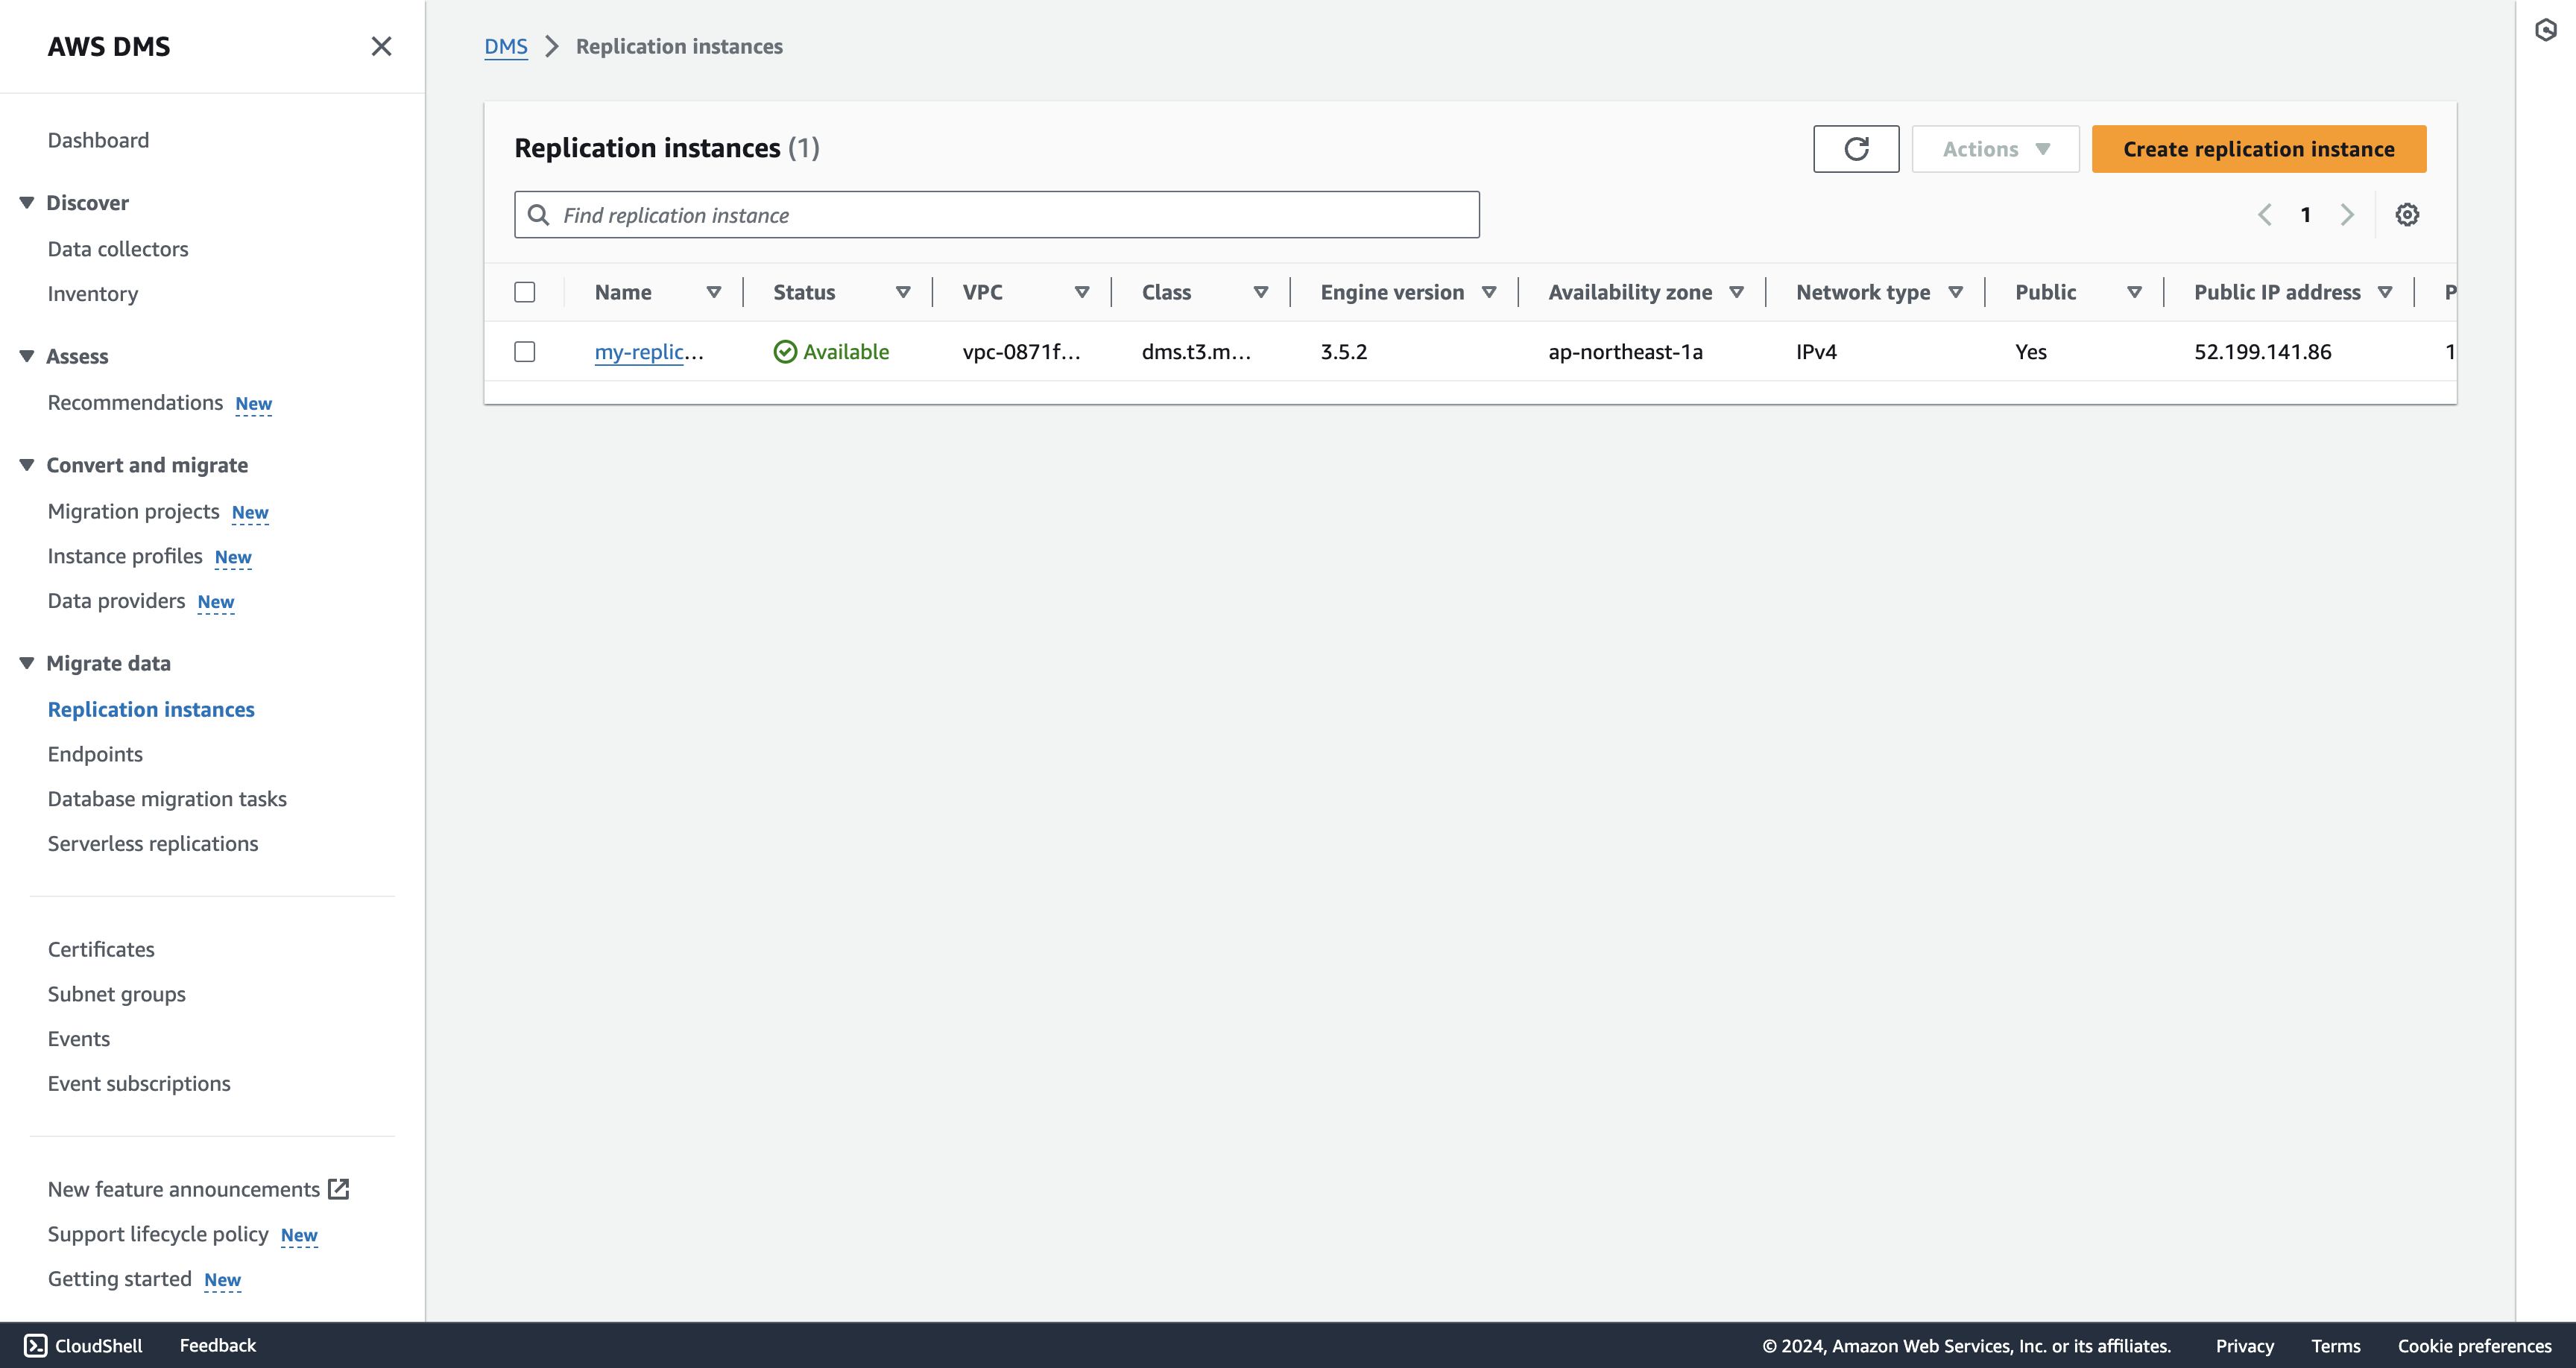 AWS DMS
Dashboard
Discover
Data collectors
Inventory
Assess
Recommendations New
Convert and migrate
Migration projects New
Instance profiles New
Data providers New
Migrate data
Replication instances
Endpoints
Database migration tasks
Serverless replications
Certificates
Subnet groups
Events
Event subscriptions
New feature announcements
Support lifecycle policy New
Getting started New
DMS Replication instances
Replication instances (1)
Actions Create replication instance
Find replication instance
1
Name Status VPC Class Engine version Availability zone Network type Public Public IP address P
my-replic... Available vpc-0871f... dms.t3.m... 3.5.2 ap-northeast-1a IPv4 Yes 52.199.141.86 1
CloudShell Feedback © 2024, Amazon Web Services, Inc. or its affiliates. Privacy Terms Cookie preferences